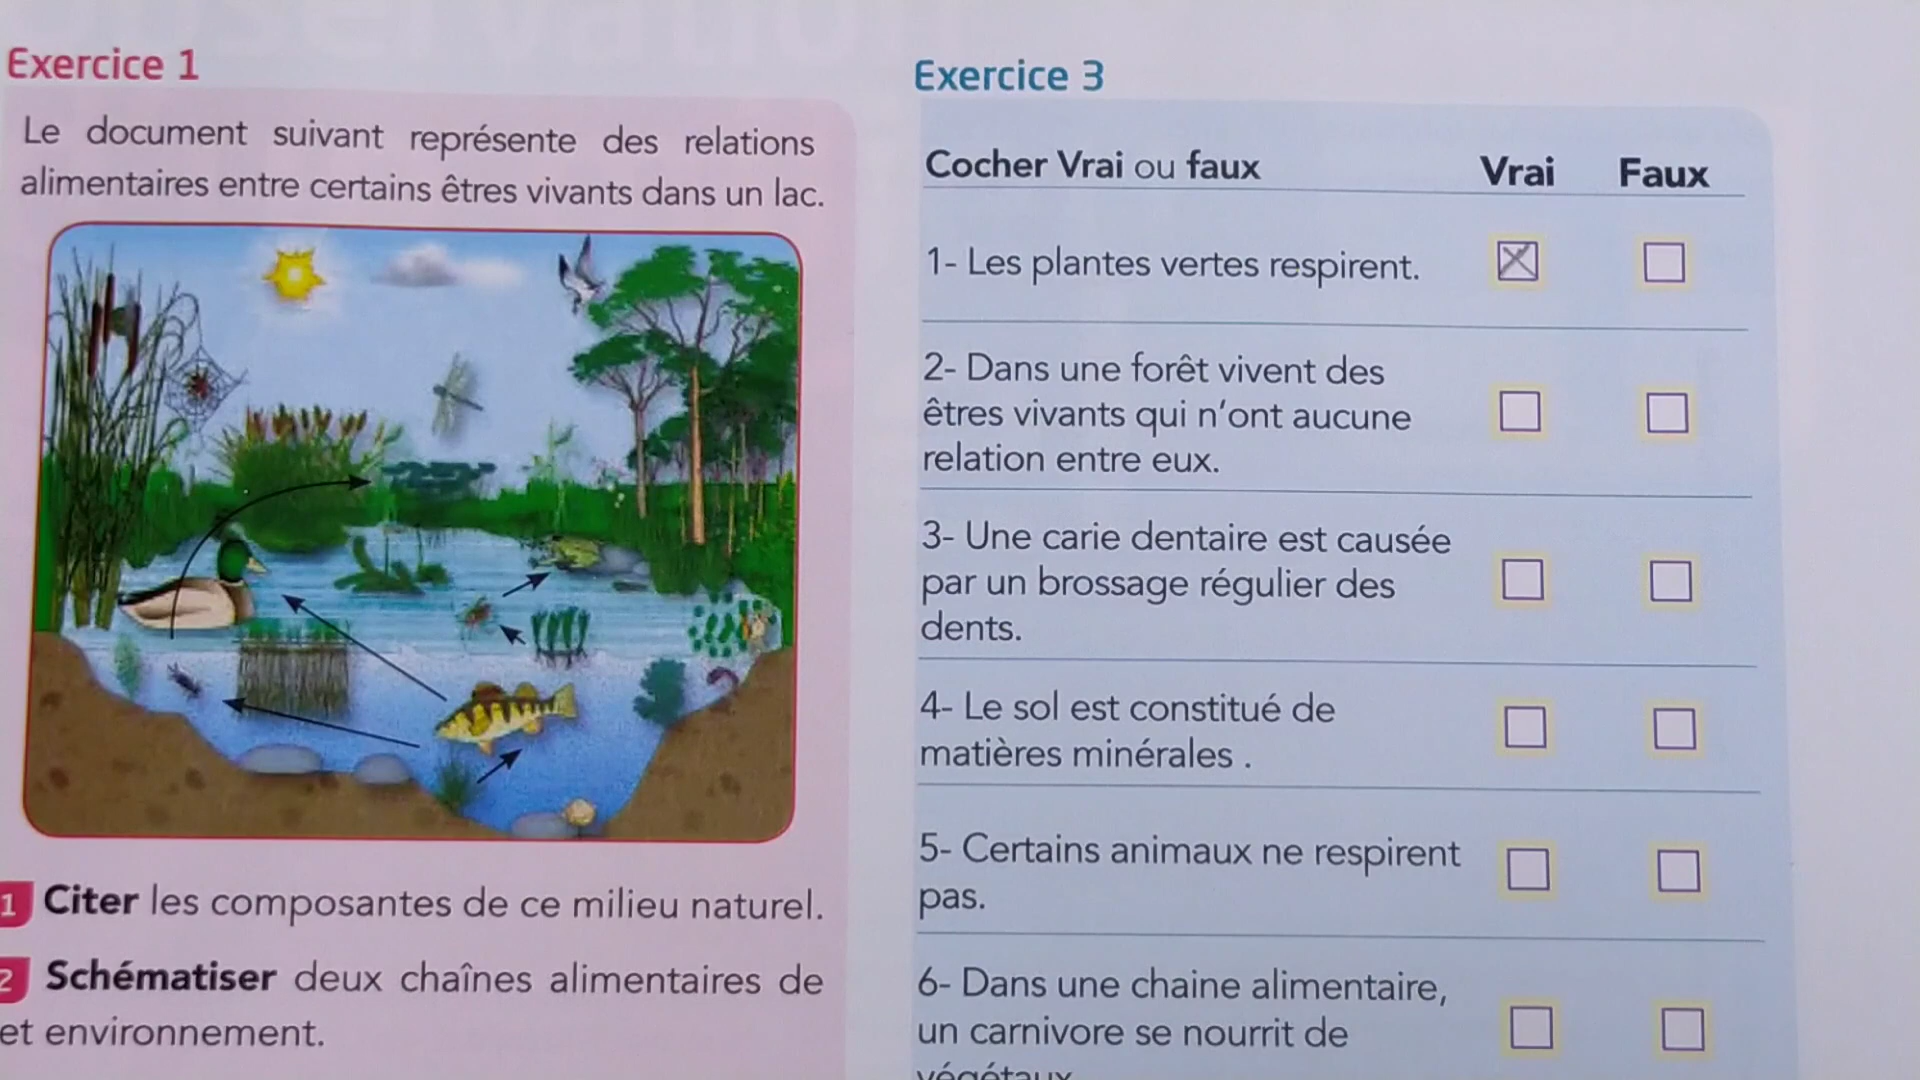 Exercice 1
Le document suivant représente des relations
alimentaires entre certains êtres vivants dans un lac.
1 Citer les composantes de ce milieu naturel.
2 Schématiser deux chaînes alimentaires de
et environnement.
Exercice 3
Cocher Vrai ou faux Vrai Faux
1- Les plantes vertes respirent.
2- Dans une forêt vivent des
êtres vivants qui n'ont aucune
relation entre eux.
3- Une carie dentaire est causée
par un brossage régulier des
dents.
4- Le sol est constitué de
matières minérales .
5- Certains animaux ne respirent
pas.
6- Dans une chaine alimentaire,
un carnivore se nourrit de
végétaux